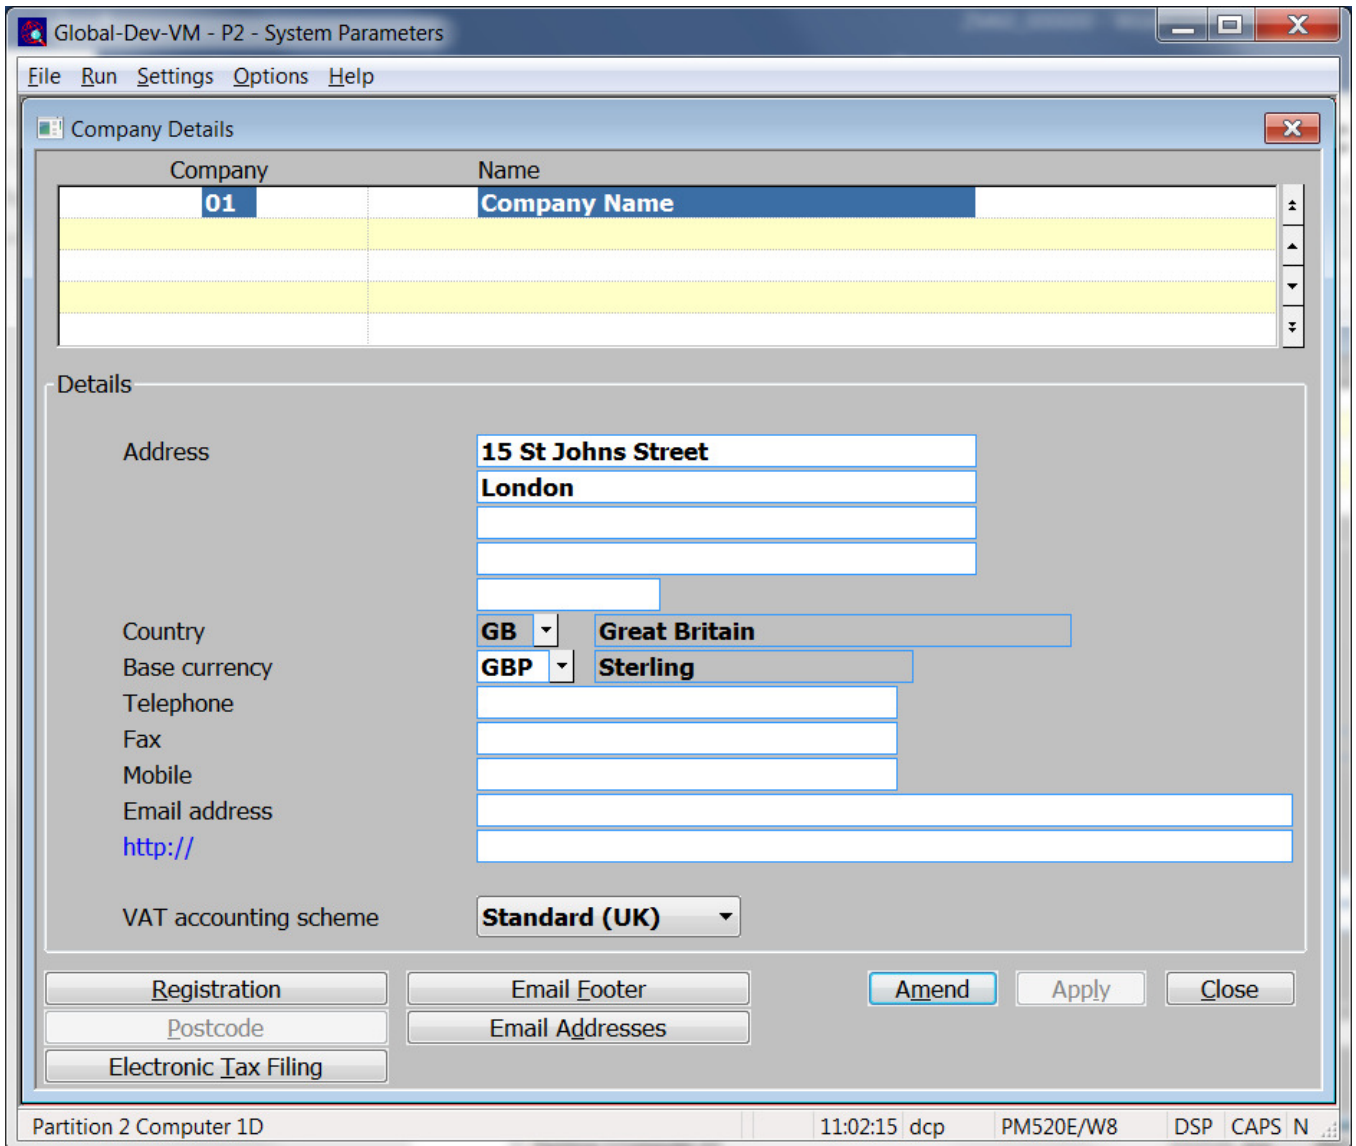 Global-Dev-VM - P2 - System Parameters
File Run Settings Options Help
Company Details
Company Name
01 Company Name
Details
Address 15 St Johns Street
London
Country GB Great Britain
Base currency GBP Sterling
Telephone
Fax
Mobile
Email address
http://
VAT accounting scheme Standard (UK)
Registration Email Footer Amend Apply Close
Postcode Email Addresses
Electronic Tax Filing
Partition 2 Computer 1D 11:02:15 dcp PM520E/W8 DSP CAPS N